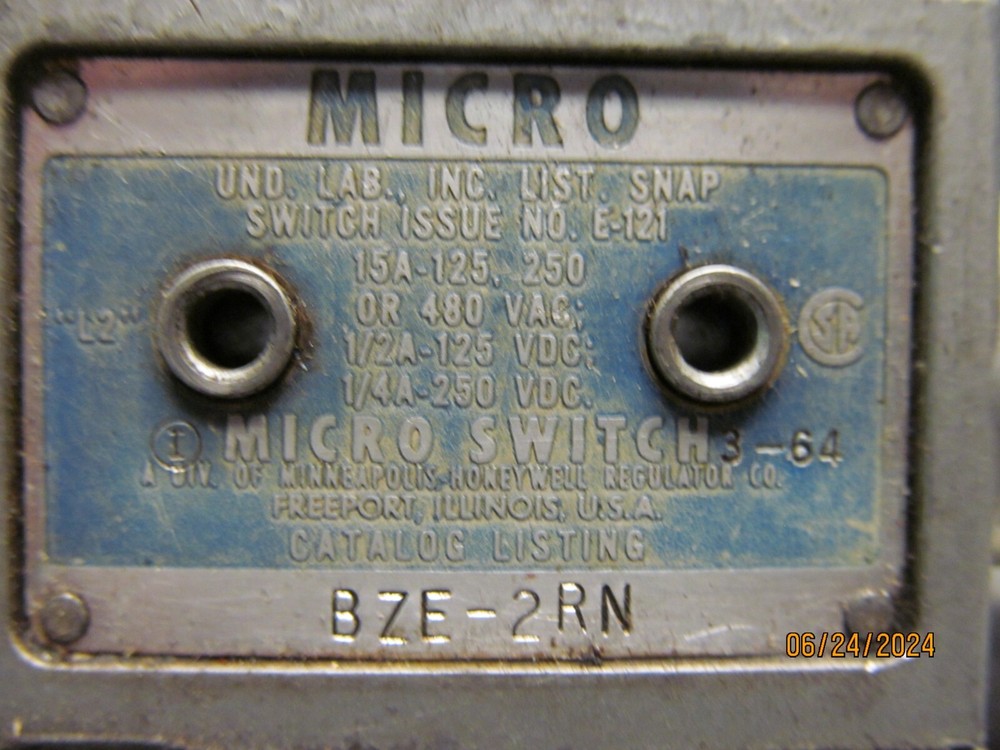 MICRO
UND. LAB., INC. LIST. SNAP
SWITCH ISSUE NO. E-121
15A-125, 250
OR 480 VAC;
1/2A-125 VDC;
1/4A-250 VDC.
I MICRO SWITCH 3-64
A DIV. OF MINNEAPOLIS-HONEYWELL REGULATOR CO.
FREEPORT, ILLINOIS, U.S.A.
CATALOG LISTING
BZE-2RN
06/24/2024